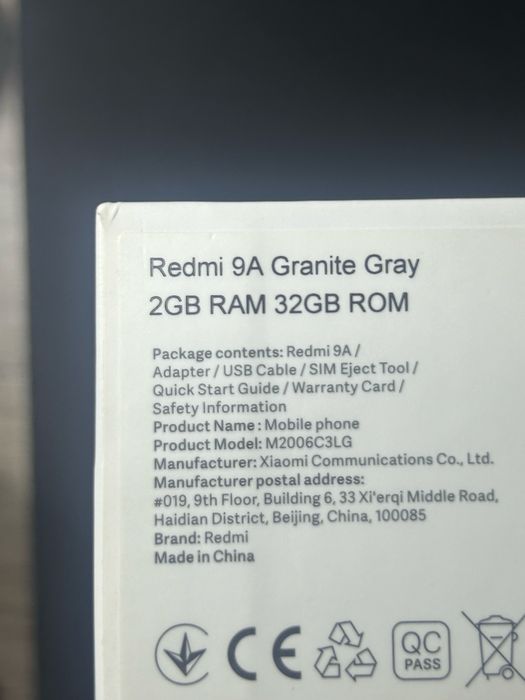 Redmi 9A Granite Gray
2GB RAM 32GB ROM
Package contents: Redmi 9A /
Adapter / USB Cable / SIM Eject Tool /
Quick Start Guide / Warranty Card /
Safety Information
Product Name : Mobile phone
Product Model: M2006C3LG
Manufacturer: Xiaomi Communications Co., Ltd.
Manufacturer postal address:
#019, 9th Floor, Building 6, 33 Xi'erqi Middle Road,
Haidian District, Beijing, China, 100085
Brand: Redmi
Made in China
CE QC
PASS